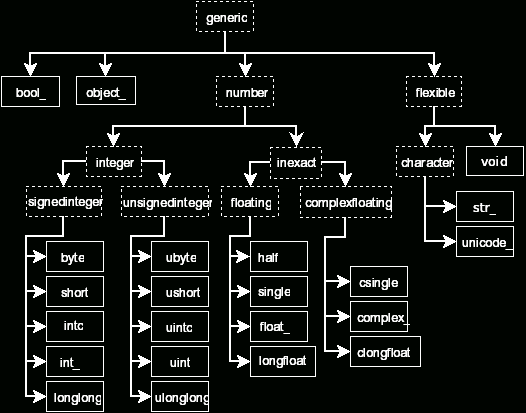 generic
bool_
object_
number
flexible
integer
inexact
character
void
signedinteger
unsignedinteger
floating
complexfloating
str_
unicode_
byte
ubyte
half
short
ushort
single
csingle
intc
uintc
float_
complex_
int_
uint
longfloat
clongfloat
longlong
ulonglong